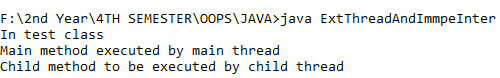 F:\2nd Year\4TH SEMESTER\OOPS\JAVA>java ExtThreadAndImmpeInter
In test class
Main method executed by main thread
Child method to be executed by child thread